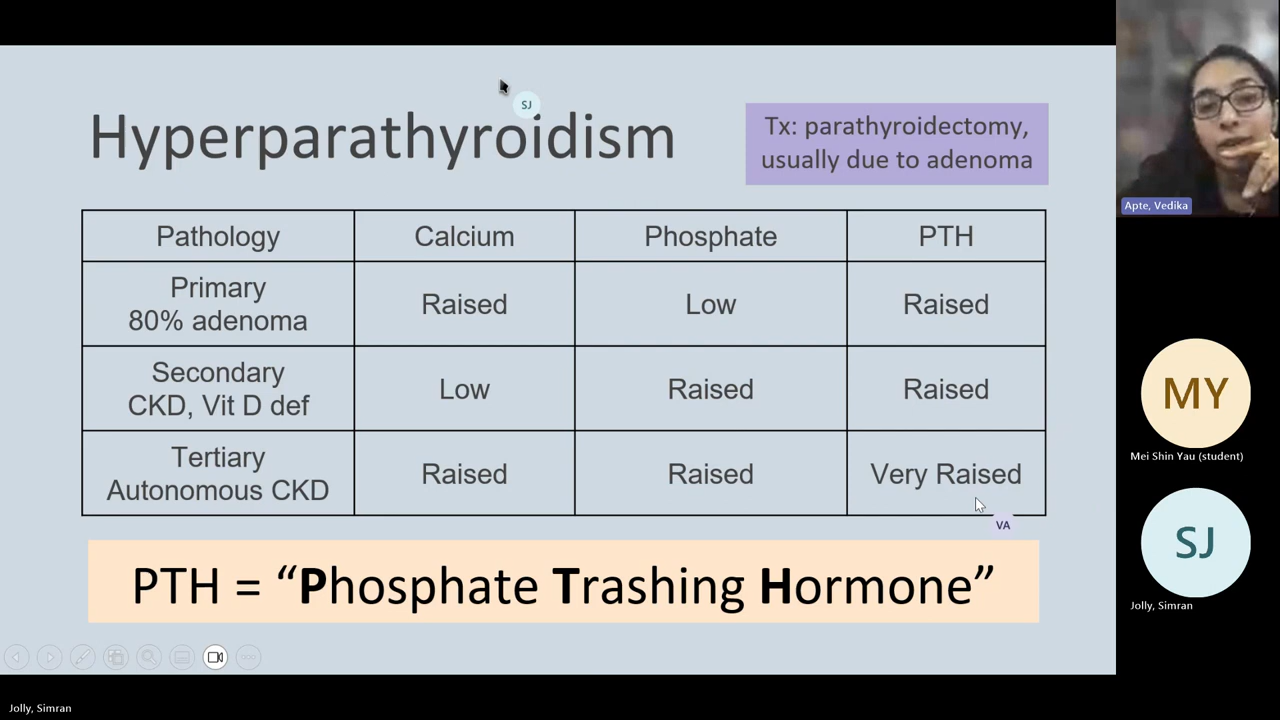 SJ
Hyperparathyroidism
Tx: parathyroidectomy,
usually due to adenoma
Pathology Calcium Phosphate PTH
Primary
80% adenoma Raised Low Raised
Secondary
CKD, Vit D def Low Raised Raised
Tertiary
Autonomous CKD Raised Raised Very Raised
VA
PTH = “Phosphate Trashing Hormone”
Apte, Vedika
MY
Mei Shin Yau (student)
SJ
Jolly, Simran
Jolly, Simran